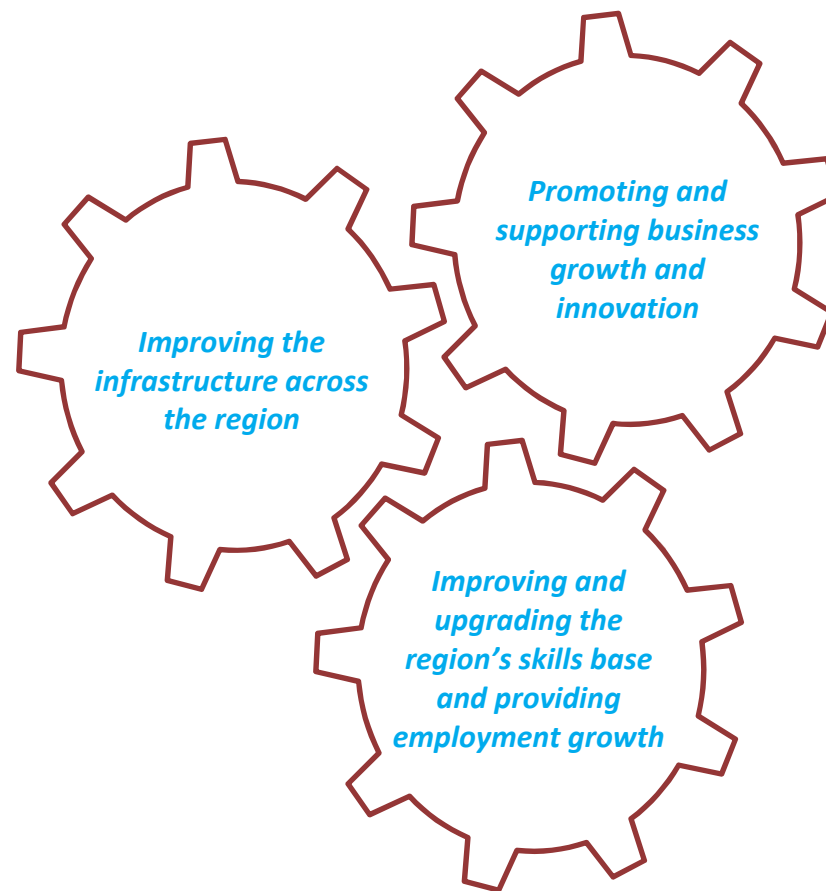 Promoting and
supporting business
growth and
innovation
Improving the
infrastructure across
the region
Improving and
upgrading the
region’s skills base
and providing
employment growth